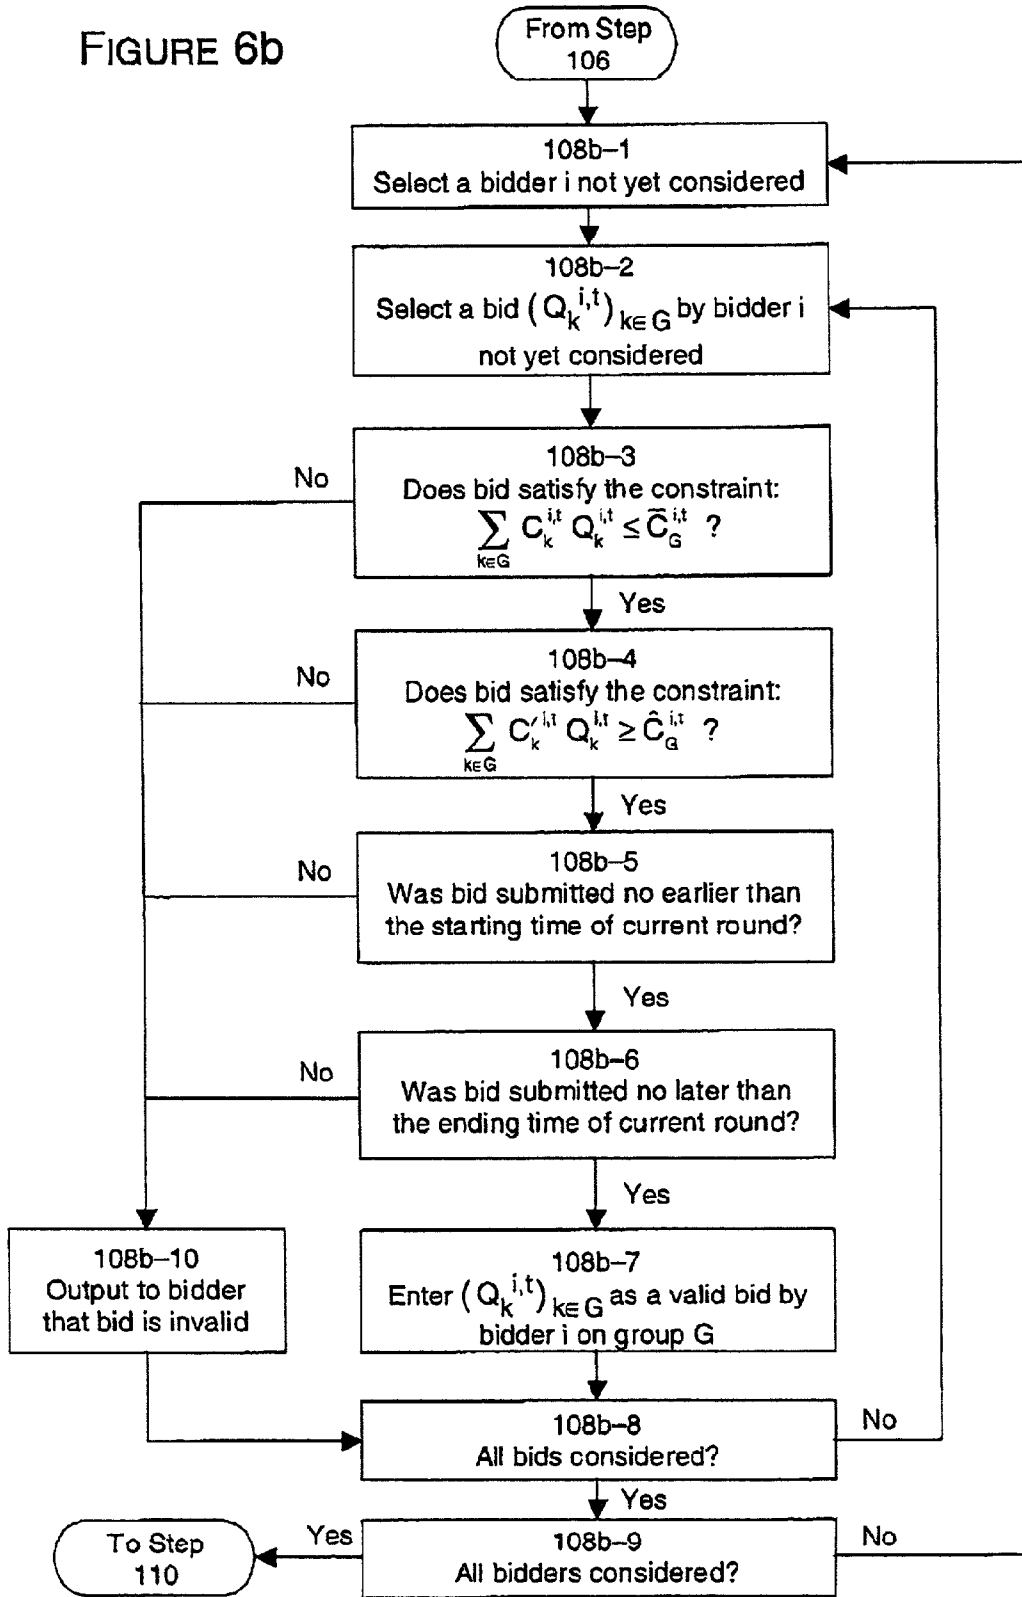 FIGURE 6b
From Step
106
108b–1
Select a bidder i not yet considered
108b–2
Select a bid (Q_k^{i,t})_{k∈G} by bidder i
not yet considered
108b–3
Does bid satisfy the constraint:
∑_{k∈G} C_k^{i,t} Q_k^{i,t} ≤ C̄_G^{i,t} ?
No
Yes
108b–4
Does bid satisfy the constraint:
∑_{k∈G} C′_k^{i,t} Q_k^{i,t} ≥ Ĉ_G^{i,t} ?
No
Yes
108b–5
Was bid submitted no earlier than
the starting time of current round?
No
Yes
108b–6
Was bid submitted no later than
the ending time of current round?
No
Yes
108b–10
Output to bidder
that bid is invalid
108b–7
Enter (Q_k^{i,t})_{k∈G} as a valid bid by
bidder i on group G
108b–8
All bids considered?
No
Yes
108b–9
All bidders considered?
No
Yes
To Step
110